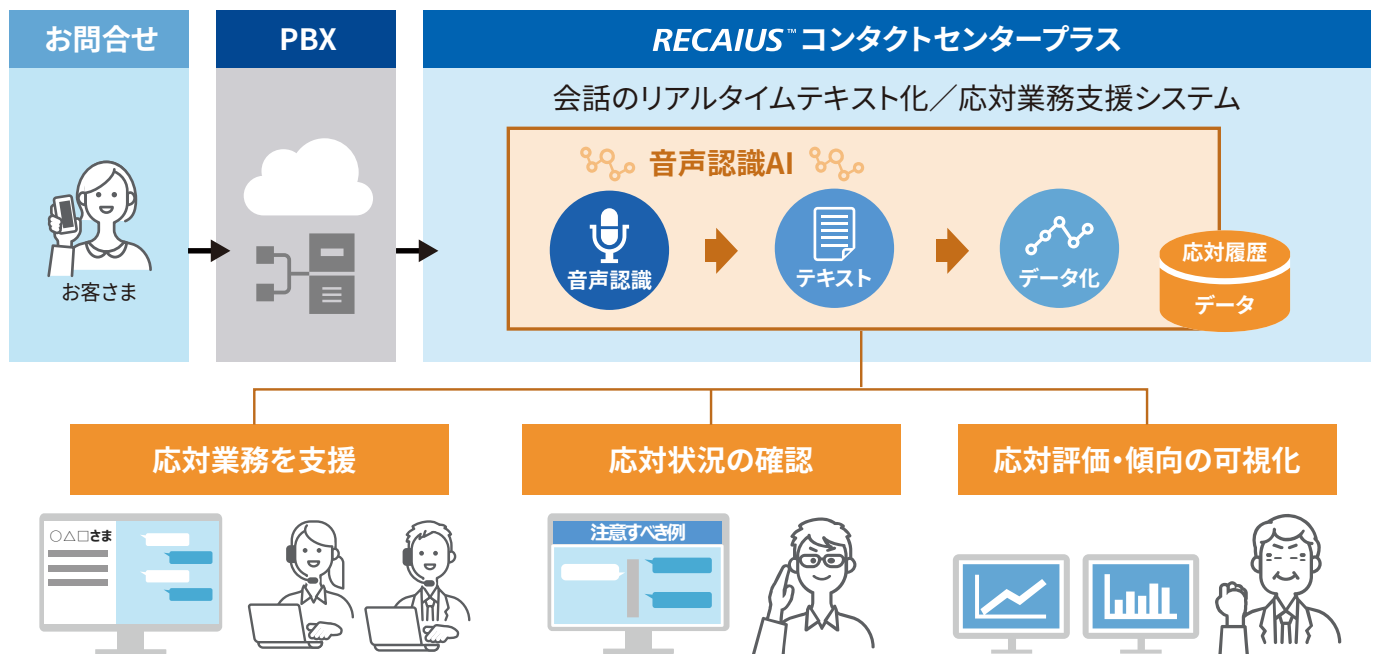 お問合せ
PBX
RECAIUS™ コンタクトセンタープラス
会話のリアルタイムテキスト化／応対業務支援システム
音声認識AI
音声認識
テキスト
データ化
応対履歴
データ
お客さま
応対業務を支援
応対状況の確認
応対評価・傾向の可視化
○△□さま
注意すべき例